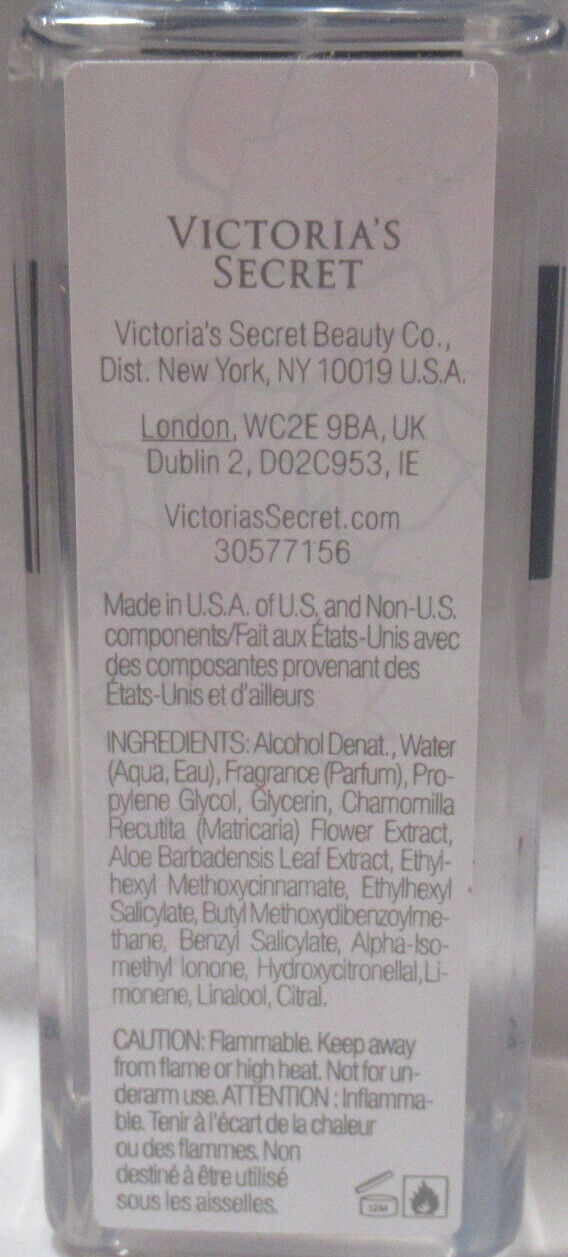 VICTORIA'S
SECRET
Victoria's Secret Beauty Co.,
Dist. New York, NY 10019 U.S.A.
London, WC2E 9BA, UK
Dublin 2, D02C953, IE
VictoriasSecret.com
30577156
Made in U.S.A. of U.S. and Non-U.S.
components/Fait aux États-Unis avec
des composantes provenant des
États-Unis et d'ailleurs
INGREDIENTS: Alcohol Denat., Water
(Aqua, Eau), Fragrance (Parfum), Pro-
pylene Glycol, Glycerin, Chamomilla
Recutita (Matricaria) Flower Extract,
Aloe Barbadensis Leaf Extract, Ethyl-
hexyl Methoxycinnamate, Ethylhexyl
Salicylate, Butyl Methoxydibenzoylme-
thane, Benzyl Salicylate, Alpha-Iso-
methyl Ionone, Hydroxycitronellal, Li-
monene, Linalool, Citral.
CAUTION: Flammable. Keep away
from flame or high heat. Not for un-
derarm use. ATTENTION : Inflamma-
ble. Tenir à l'écart de la chaleur
ou des flammes. Non
destiné à être utilisé
sous les aisselles.
12M